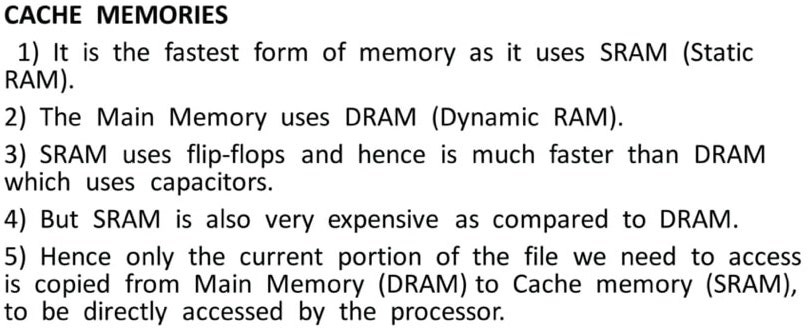 CACHE MEMORIES
1) It is the fastest form of memory as it uses SRAM (Static
RAM).
2) The Main Memory uses DRAM (Dynamic RAM).
3) SRAM uses flip-flops and hence is much faster than DRAM
which uses capacitors.
4) But SRAM is also very expensive as compared to DRAM.
5) Hence only the current portion of the file we need to access
is copied from Main Memory (DRAM) to Cache memory (SRAM),
to be directly accessed by the processor.